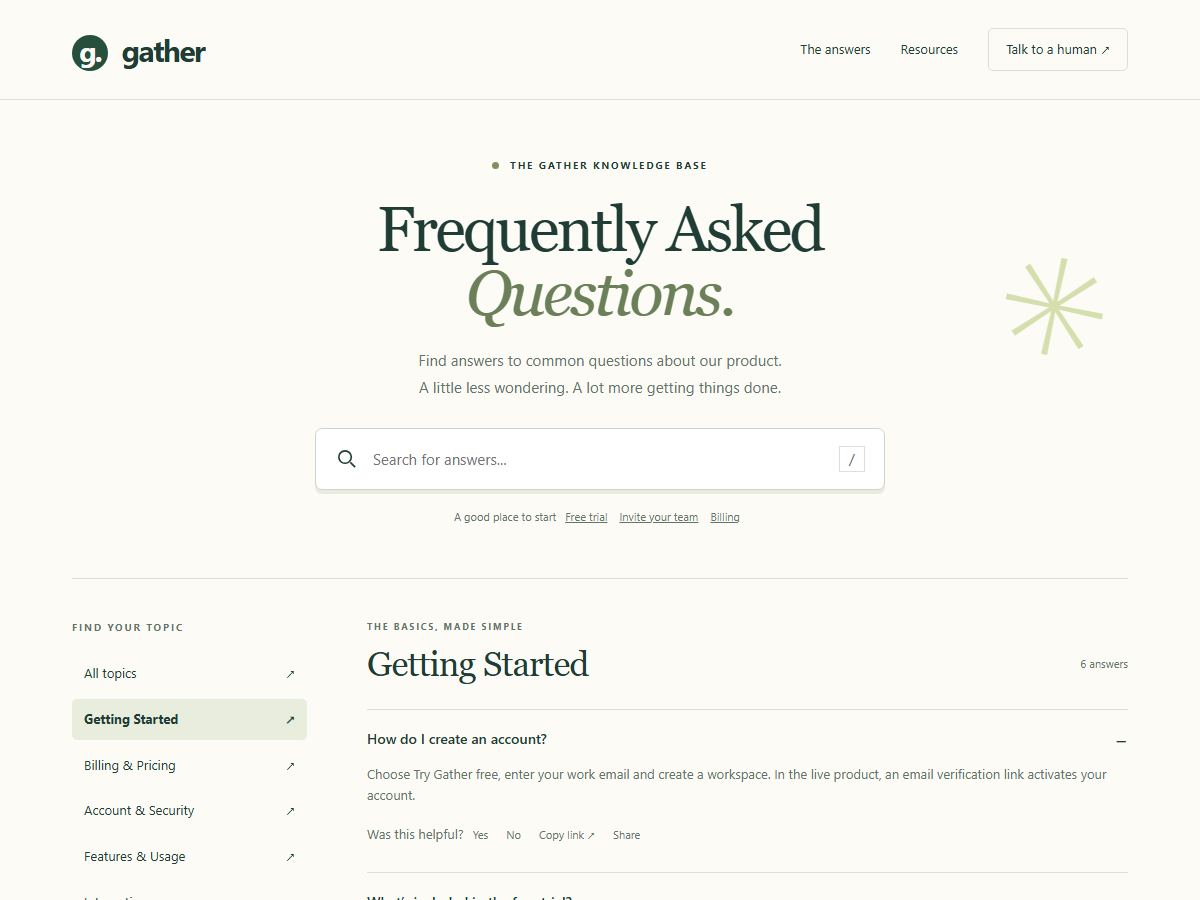 g. gather
The answers
Resources
Talk to a human ↗
THE GATHER KNOWLEDGE BASE
Frequently Asked
Questions.
Find answers to common questions about our product.
A little less wondering. A lot more getting things done.
Search for answers...
/
A good place to start Free trial Invite your team Billing
FIND YOUR TOPIC
All topics ↗
Getting Started ↗
Billing & Pricing ↗
Account & Security ↗
Features & Usage ↗
THE BASICS, MADE SIMPLE
Getting Started
6 answers
How do I create an account? –
Choose Try Gather free, enter your work email and create a workspace. In the live product, an email verification link activates your
account.
Was this helpful? Yes No Copy link ↗ Share